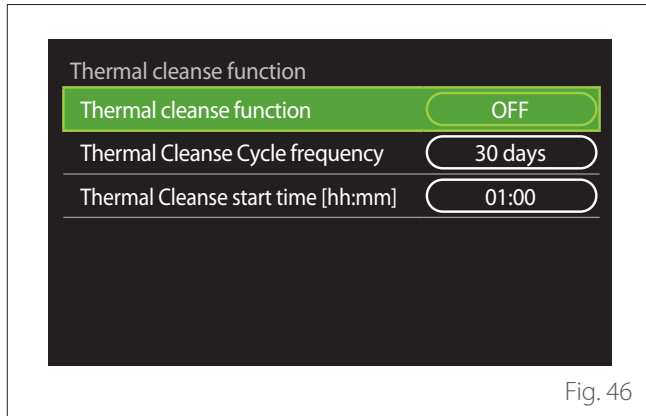 Thermal cleanse function
Thermal cleanse function OFF
Thermal Cleanse Cycle frequency 30 days
Thermal Cleanse start time [hh:mm] 01:00
Fig. 46